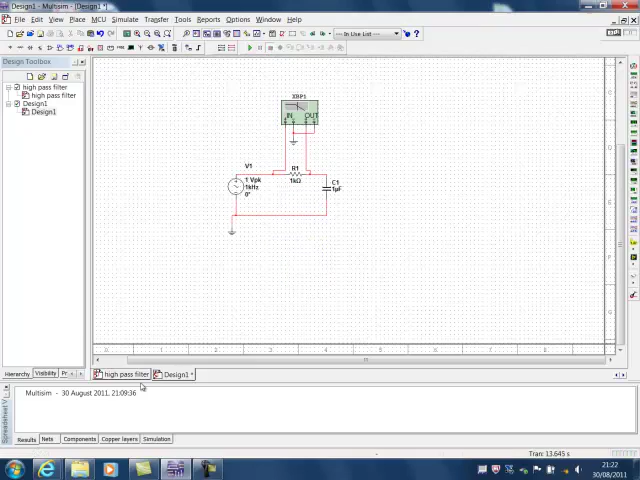 Design1 - Multisim - [Design1 *]
File Edit View Place MCU Simulate Transfer Tools Reports Options Window Help
--- In Use List ---
Design Toolbox
high pass filter
high pass filter
Design1
Design1
XBP1
IN OUT
V1
1 Vpk
1kHz
0°
R1
1kΩ
C1
1µF
Hierarchy Visibility Pr
high pass filter Design1 *
Spreadsheet V
Multisim - 30 August 2011, 21:09:36
Results Nets Components Copper layers Simulation
Tran: 13.645 s
21:22
30/08/2011